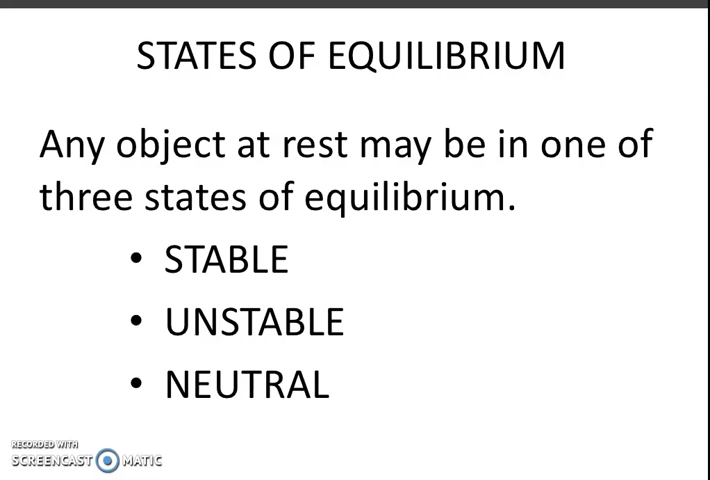 STATES OF EQUILIBRIUM
Any object at rest may be in one of
three states of equilibrium.
• STABLE
• UNSTABLE
• NEUTRAL
RECORDED WITH
SCREENCAST MATIC